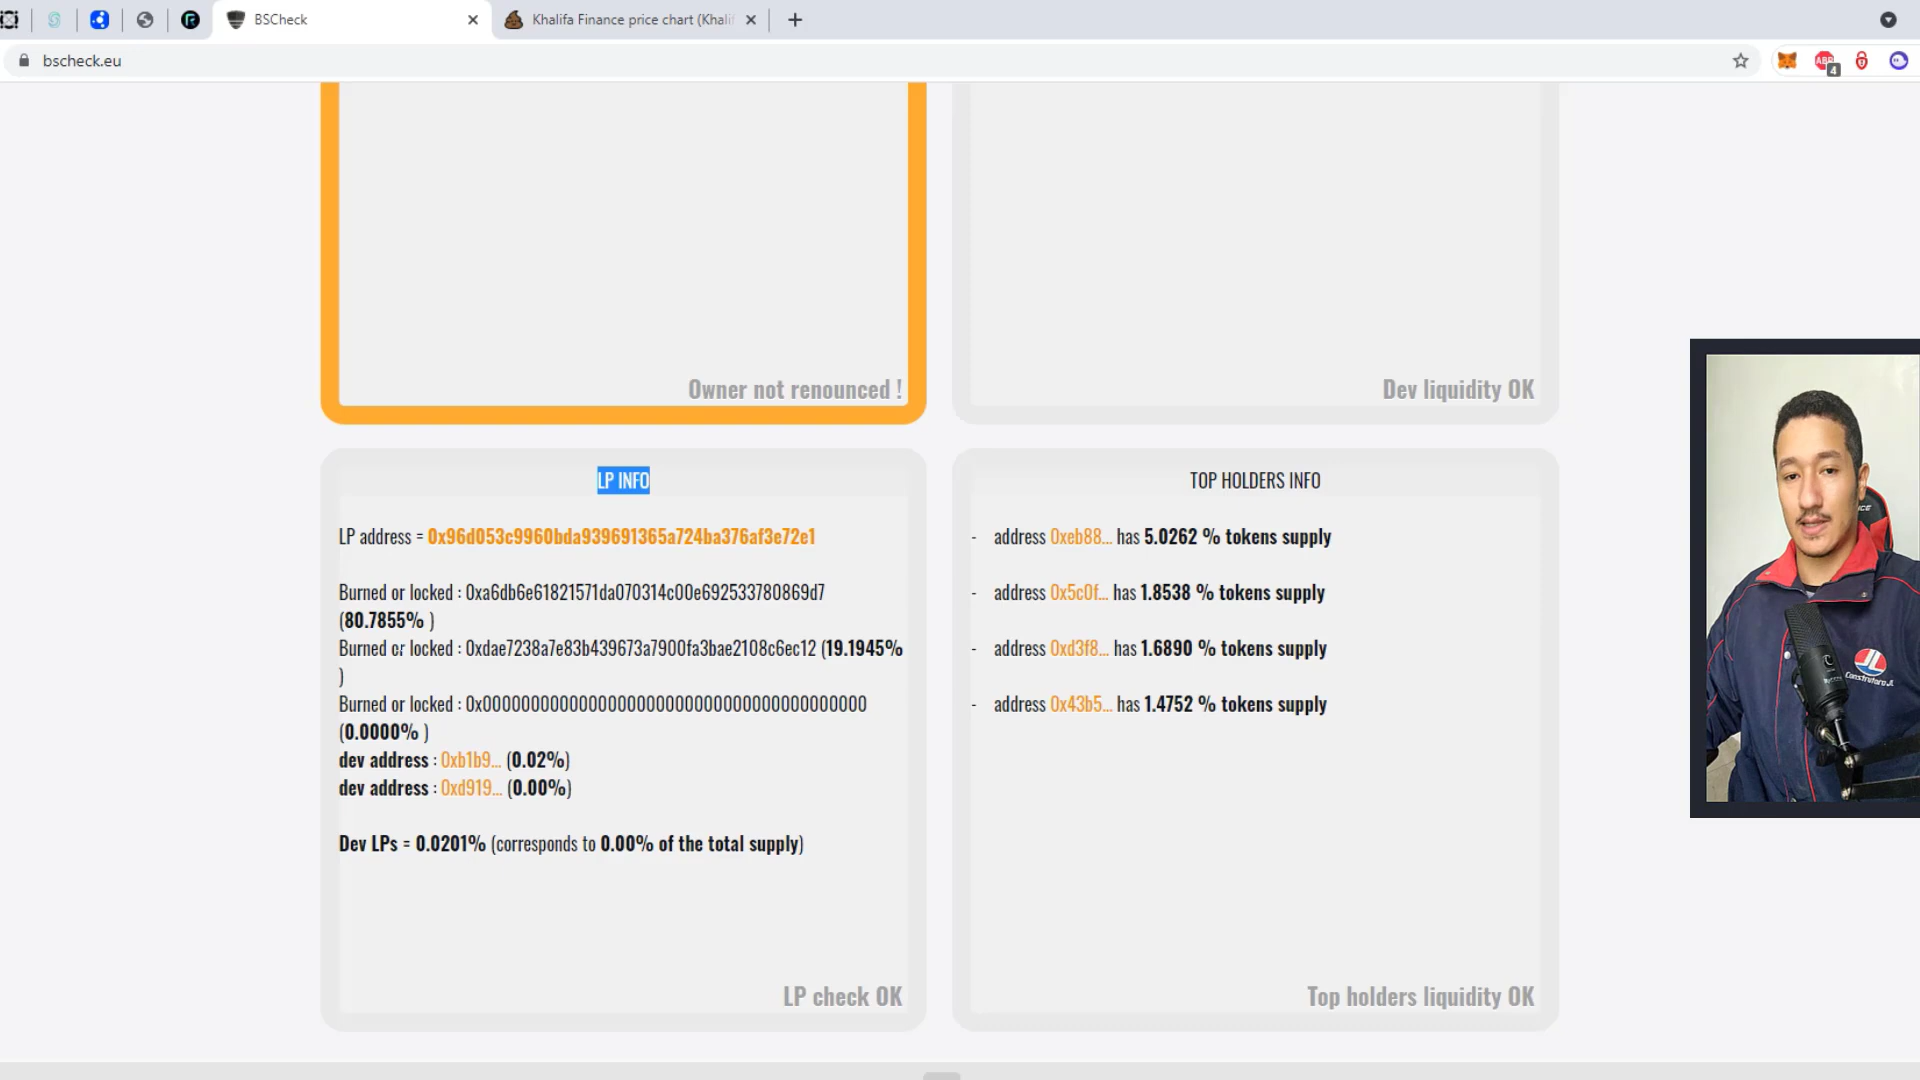 BSCheck
Khalifa Finance price chart (Khalif
bscheck.eu
ABP
4
Owner not renounced !
Dev liquidity OK
LP INFO
LP address = 0x96d053c9960bda939691365a724ba376af3e72e1
Burned or locked : 0xa6db6e61821571da070314c00e692533780869d7
(80.7855% )
Burned or locked : 0xdae7238a7e83b439673a7900fa3bae2108c6ec12 (19.1945%
)
Burned or locked : 0x0000000000000000000000000000000000000000
(0.0000% )
dev address : 0xb1b9... (0.02%)
dev address : 0xd919... (0.00%)
Dev LPs = 0.0201% (corresponds to 0.00% of the total supply)
LP check OK
TOP HOLDERS INFO
- address 0xeb88... has 5.0262 % tokens supply
- address 0x5c0f... has 1.8538 % tokens supply
- address 0xd3f8... has 1.6890 % tokens supply
- address 0x43b5... has 1.4752 % tokens supply
Top holders liquidity OK
Construtora JL